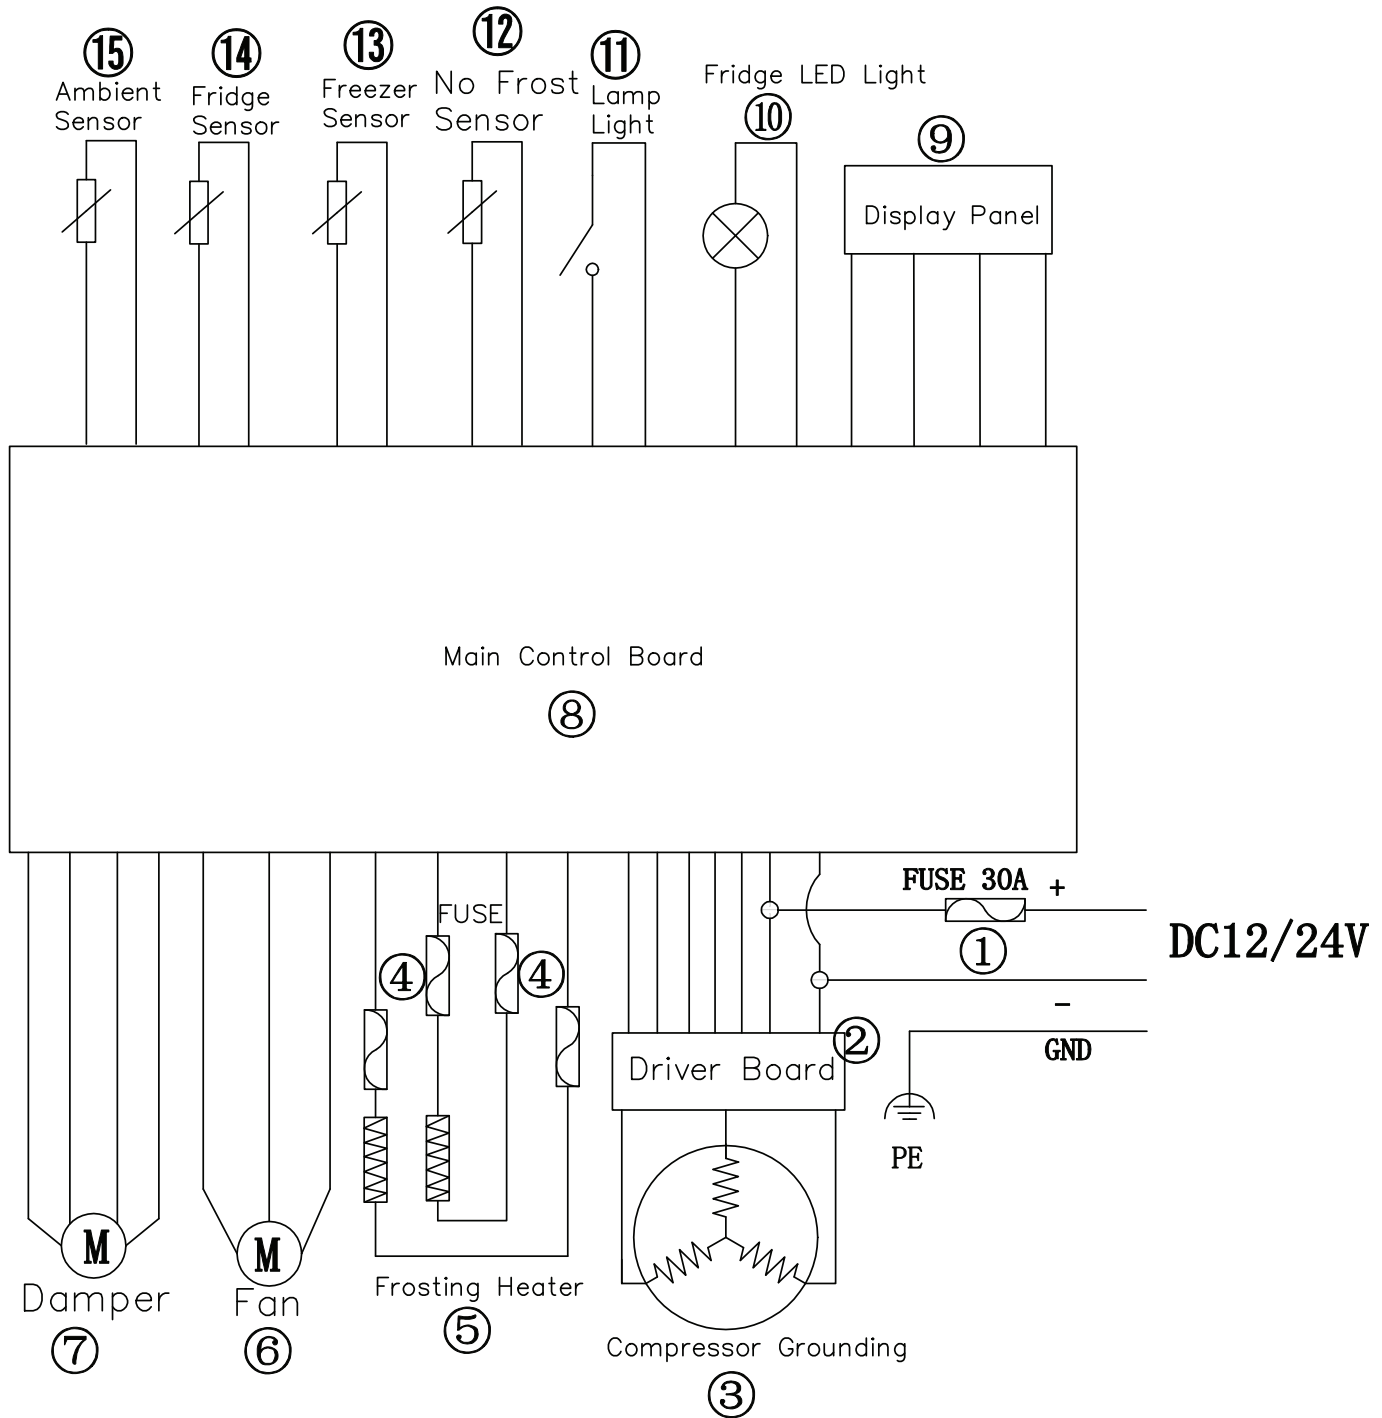 ⑮
Ambient
Sensor
⑭
Fridge
Sensor
⑬
Freezer
Sensor
⑫
No Frost
Sensor
⑪
Lamp
Light
Fridge LED Light
⑩
⑨
Display Panel
Main Control Board
⑧
FUSE 30A +
①
DC12/24V
−
GND
PE
FUSE
④ ④
②
Driver Board
M
Damper
⑦
M
Fan
⑥
Frosting Heater
⑤
Compressor Grounding
③